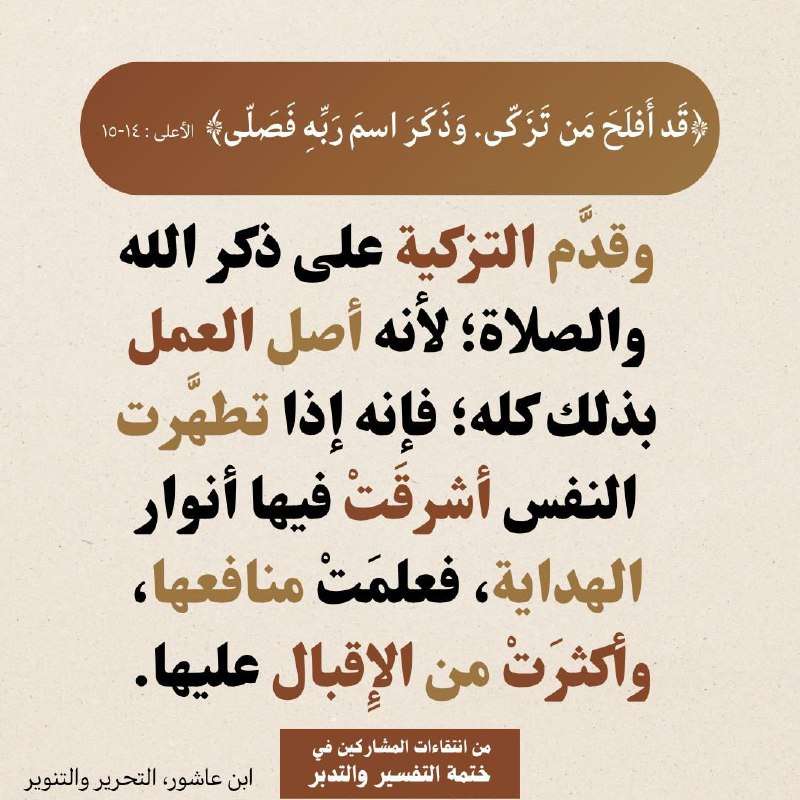 ﴿قَد أَفلَحَ مَن تَزَكّى. وَذَكَرَ اسمَ رَبِّهِ فَصَلّى﴾ الأعلى : ١٤-١٥
وقدَّم التزكية على ذكر الله
والصلاة؛ لأنه أصل العمل
بذلك كله؛ فإنه إذا تطهَّرت
النفس أشرقَتْ فيها أنوار
الهداية، فعلمَتْ منافعها،
وأكثرَتْ من الإِقبال عليها.
من انتقاءات المشاركين في
ختمة التفسير والتدبر
ابن عاشور، التحرير والتنوير